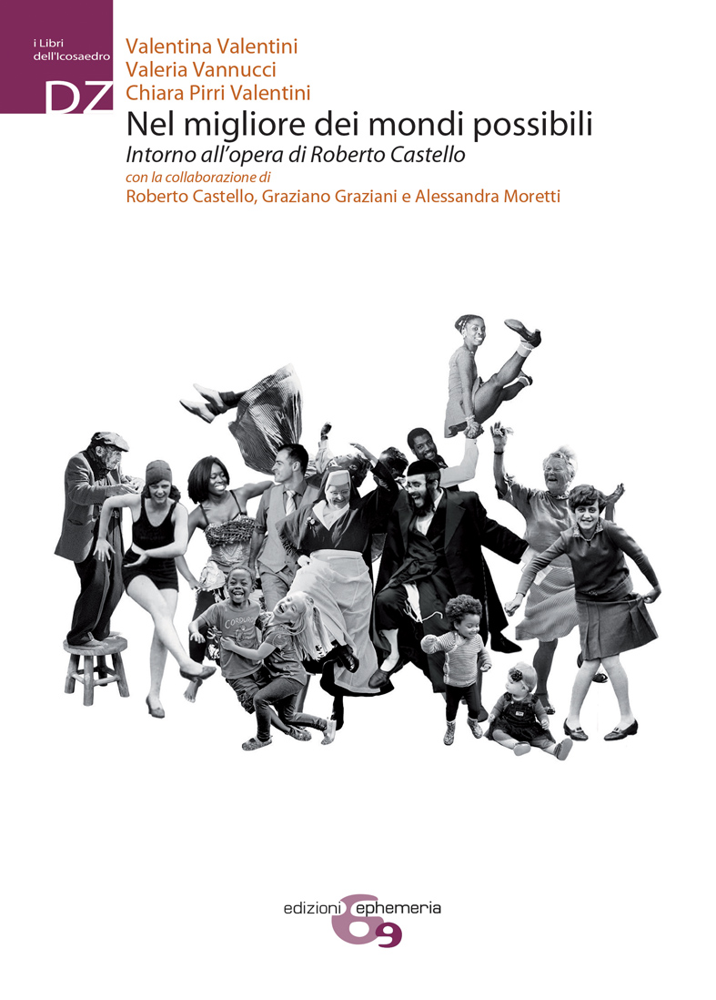 i Libri
dell'Icosaedro
DZ
Valentina Valentini
Valeria Vannucci
Chiara Pirri Valentini
Nel migliore dei mondi possibili
Intorno all'opera di Roberto Castello
con la collaborazione di
Roberto Castello, Graziano Graziani e Alessandra Moretti
CORDUROY
edizioni ephemeria
69